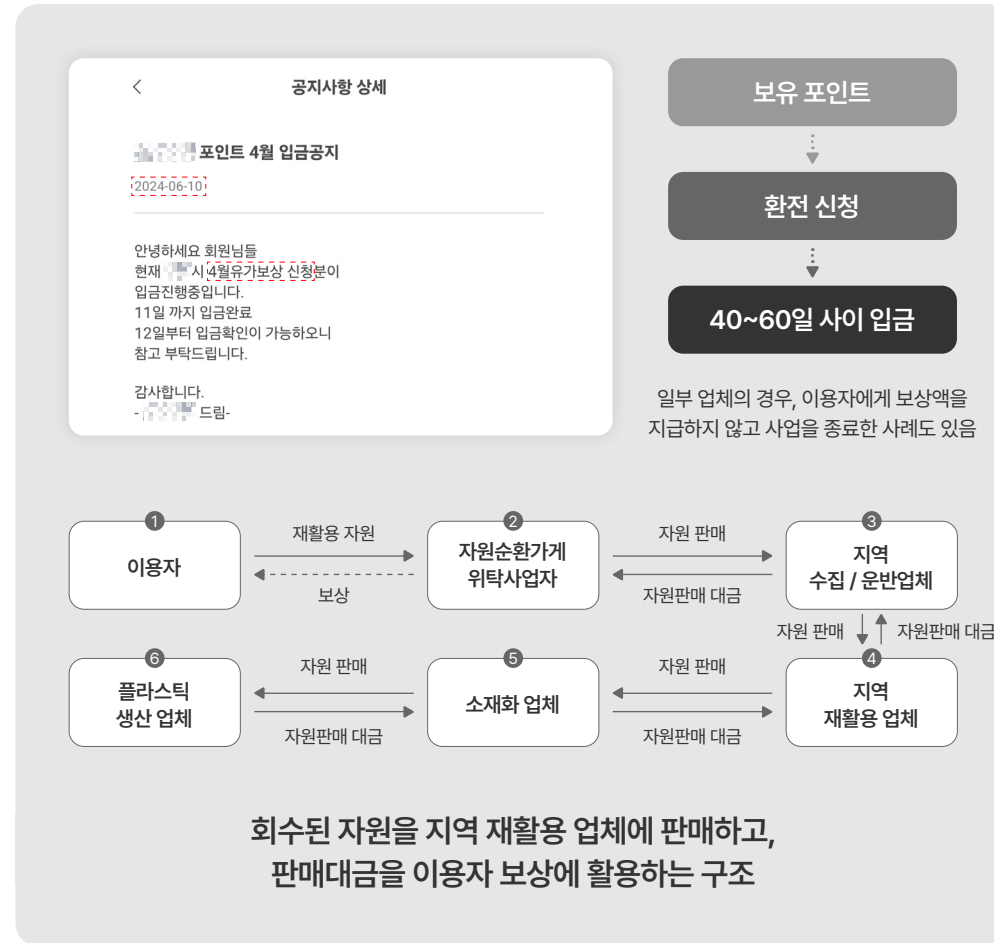 공지사항 상세
포인트 4월 입금공지
2024-06-10
안녕하세요 회원님들
현재 시 4월유가보상 신청분이
입금진행중입니다.
11일 까지 입금완료
12일부터 입금확인이 가능하오니
참고 부탁드립니다.
감사합니다.
- 드림-
보유 포인트
환전 신청
40~60일 사이 입금
일부 업체의 경우, 이용자에게 보상액을
지급하지 않고 사업을 종료한 사례도 있음
1
이용자
재활용 자원
보상
2
자원순환가게
위탁사업자
자원 판매
자원판매 대금
3
지역
수집 / 운반업체
자원 판매
자원판매 대금
4
지역
재활용 업체
자원 판매
자원판매 대금
5
소재화 업체
자원 판매
자원판매 대금
6
플라스틱
생산 업체
회수된 자원을 지역 재활용 업체에 판매하고,
판매대금을 이용자 보상에 활용하는 구조